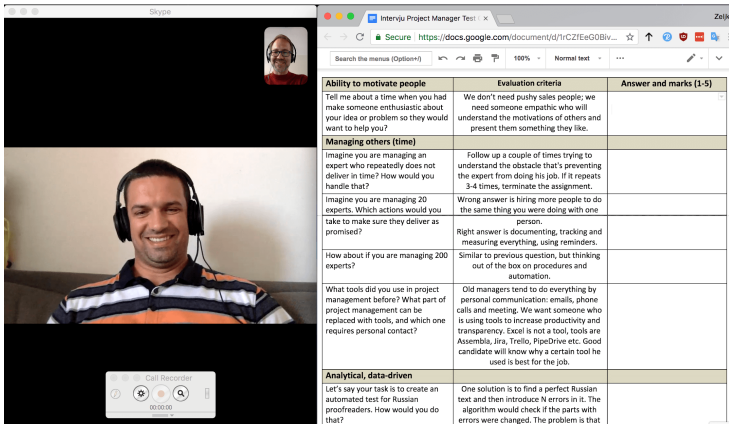 Skype
Call Recorder
00:00:00
Intervju Project Manager Test
Zeljk
Secure | https://docs.google.com/document/d/1rCZfEeG0Biv...
Search the menus (Option+/)
100%
Normal text
Ability to motivate people
Evaluation criteria
Answer and marks (1-5)
Tell me about a time when you had
make someone enthusiastic about
your idea or problem so they would
want to help you?
We don't need pushy sales people; we
need someone empathic who will
understand the motivations of others and
present them something they like.
Managing others (time)
Imagine you are managing an
expert who repeatedly does not
deliver in time? How would you
handle that?
Follow up a couple of times trying to
understand the obstacle that's preventing
the expert from doing his job. If it repeats
3-4 times, terminate the assignment.
Imagine you are managing 20
experts. Which actions would you
take to make sure they deliver as
promised?
Wrong answer is hiring more people to do
the same thing you were doing with one
person.
Right answer is documenting, tracking and
measuring everything, using reminders.
How about if you are managing 200
experts?
Similar to previous question, but thinking
out of the box on procedures and
automation.
What tools did you use in project
management before? What part of
project management can be
replaced with tools, and which one
requires personal contact?
Old managers tend to do everything by
personal communication: emails, phone
calls and meeting. We want someone who
is using tools to increase productivity and
transparency. Excel is not a tool, tools are
Assembla, Jira, Trello, PipeDrive etc. Good
candidate will know why a certain tool he
used is best for the job.
Analytical, data-driven
Let's say your task is to create an
automated test for Russian
proofreaders. How would you do
that?
One solution is to find a perfect Russian
text and then introduce N errors in it. The
algorithm would check if the parts with
errors were changed. The problem is that